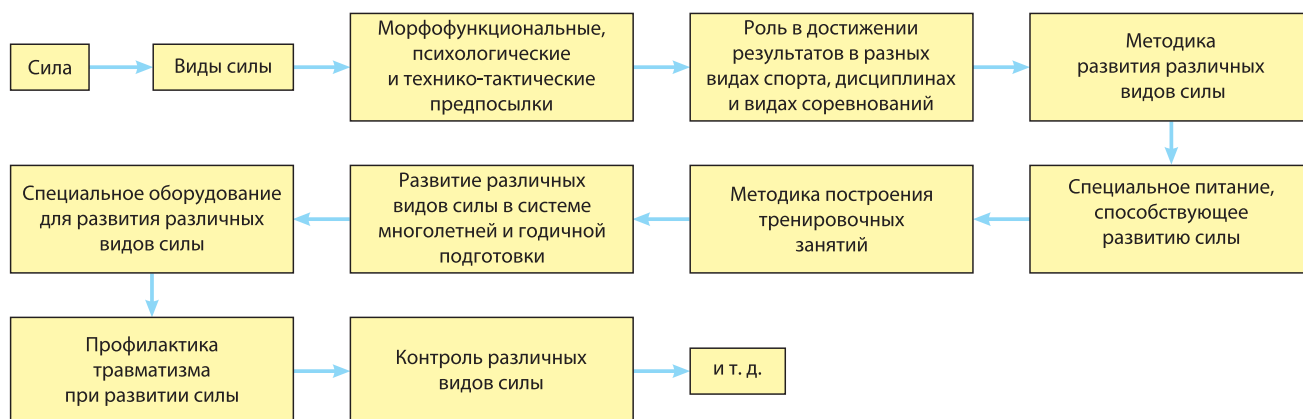 Сила
Виды силы
Морфофункциональные,
психологические
и технико-тактические
предпосылки
Роль в достижении
результатов в разных
видах спорта, дисциплинах
и видах соревнований
Методика
развития различных
видов силы
Специальное питание,
способствующее
развитию силы
Методика построения
тренировочных
занятий
Развитие различных
видов силы в системе
многолетней и годичной
подготовки
Специальное оборудование
для развития различных
видов силы
Профилактика
травматизма
при развитии силы
Контроль различных
видов силы
и т. д.